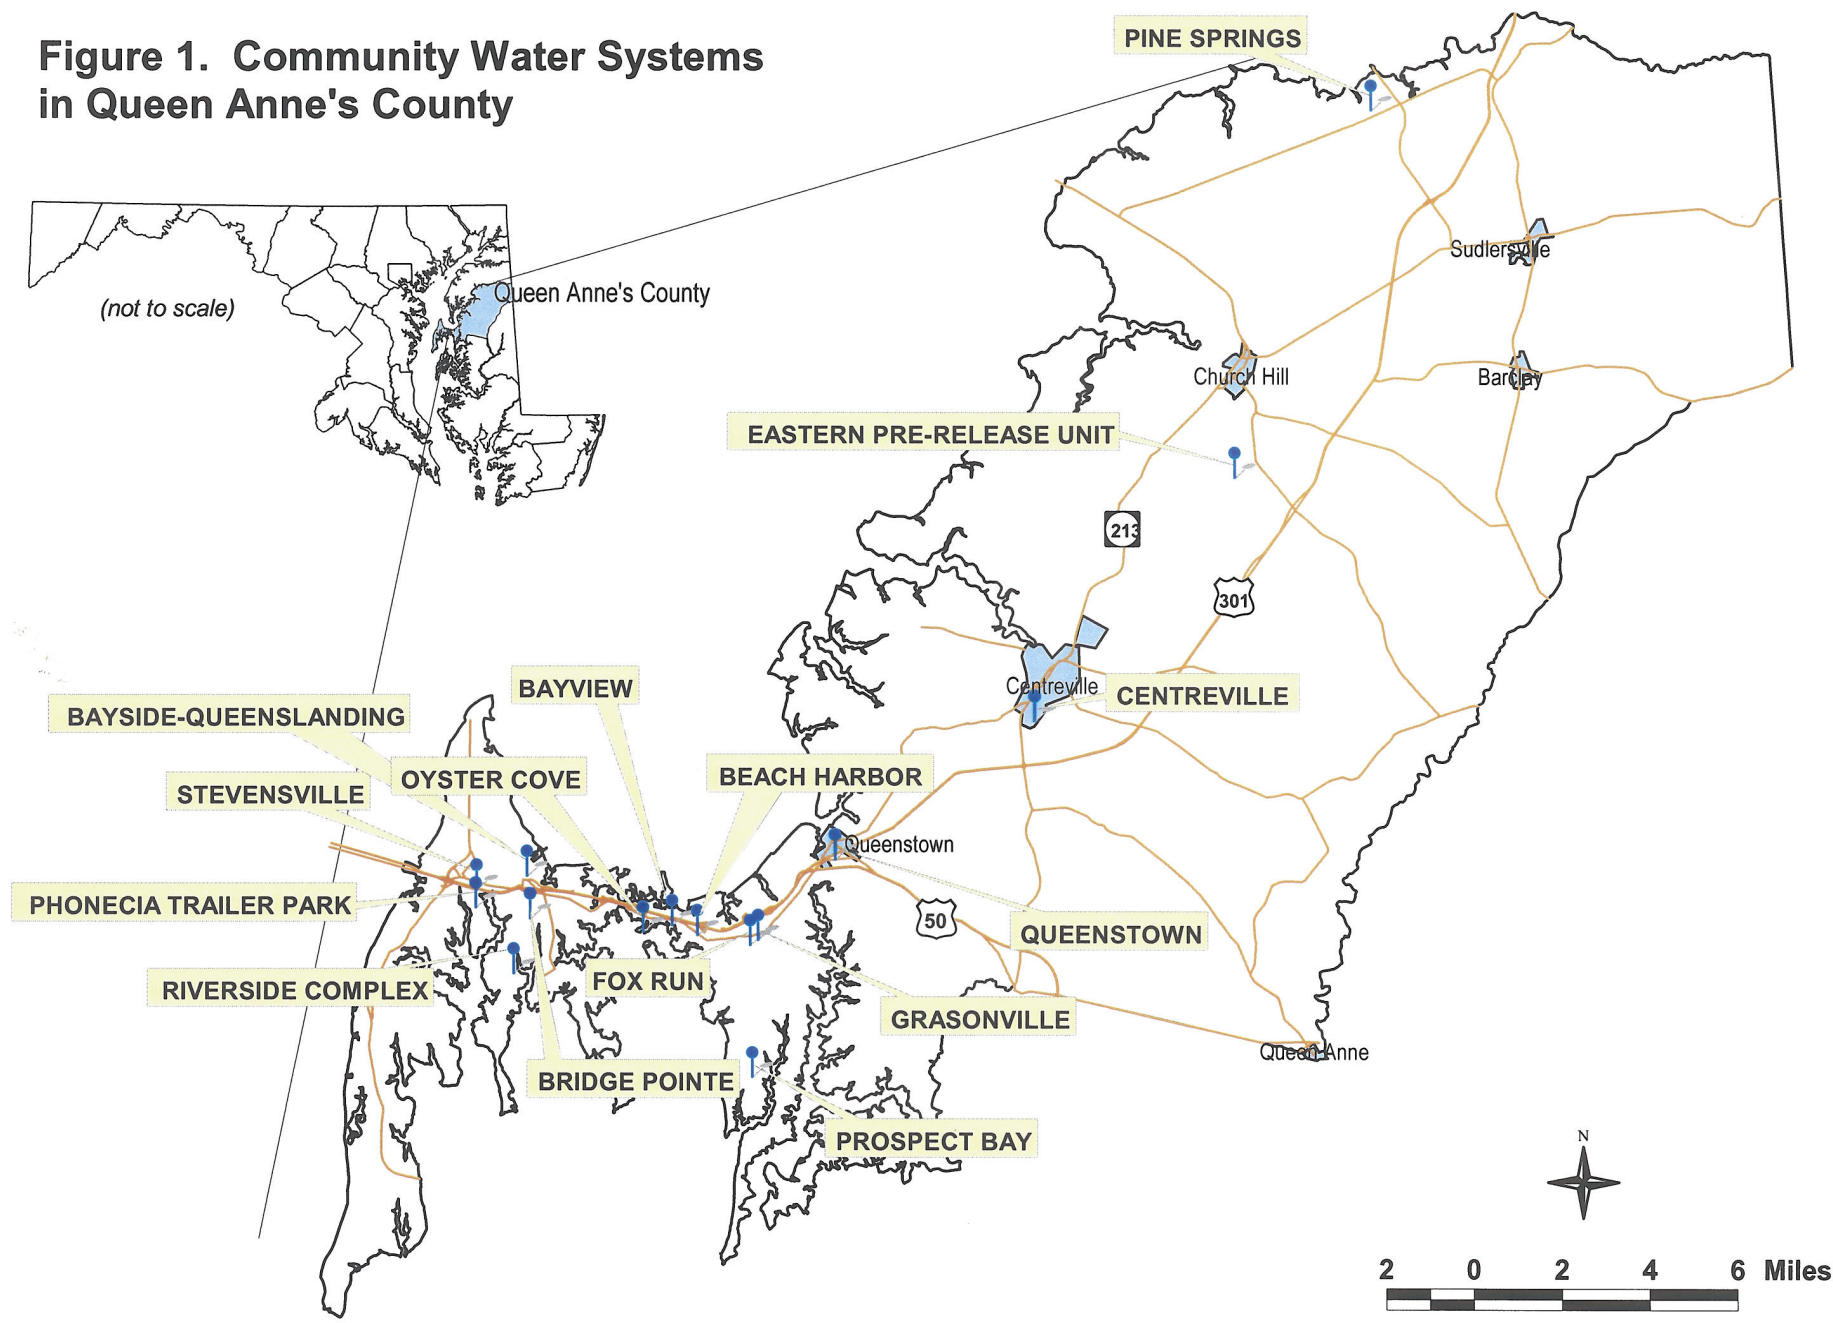 Figure 1. Community Water Systems
in Queen Anne's County
PINE SPRINGS
(not to scale)
Queen Anne's County
Sudlersville
Church Hill
Barclay
EASTERN PRE-RELEASE UNIT
213
301
BAYVIEW
Centreville
CENTREVILLE
BAYSIDE-QUEENSLANDING
OYSTER COVE
BEACH HARBOR
STEVENSVILLE
Queenstown
PHONECIA TRAILER PARK
50
QUEENSTOWN
RIVERSIDE COMPLEX
FOX RUN
GRASONVILLE
Queen Anne
BRIDGE POINTE
PROSPECT BAY
N
2 0 2 4 6 Miles